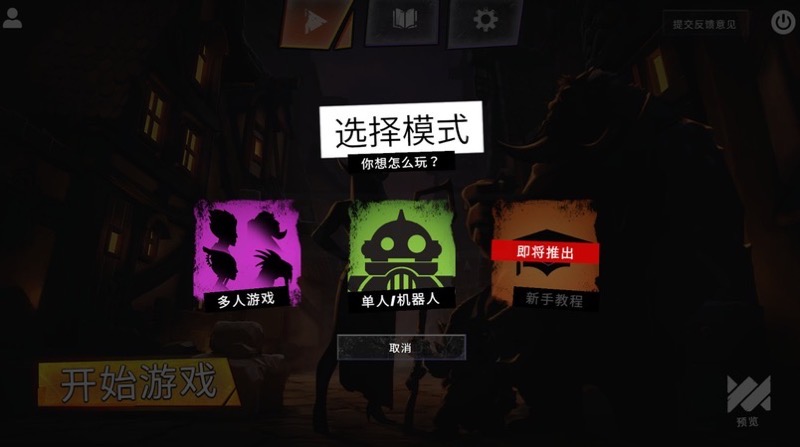 提交反馈意见
选择模式
你想怎么玩？
多人游戏
单人/机器人
即将推出
新手教程
取消
开始游戏
预览